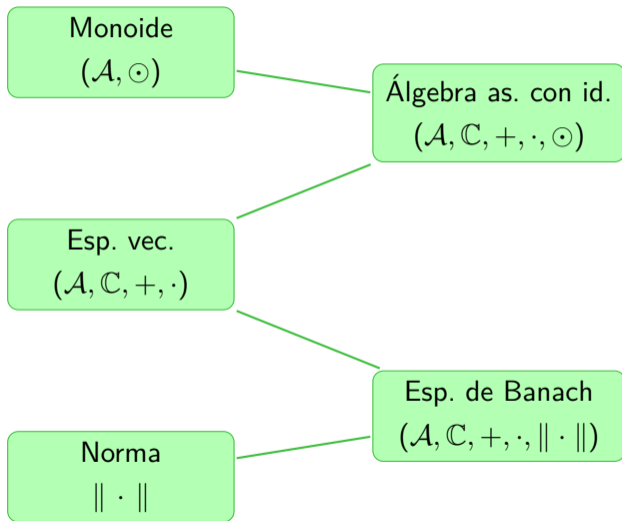 Monoide
(𝒜, ⊙)
Álgebra as. con id.
(𝒜, ℂ, +, ·, ⊙)
Esp. vec.
(𝒜, ℂ, +, ·)
Esp. de Banach
(𝒜, ℂ, +, ·, ‖ · ‖)
Norma
‖ · ‖